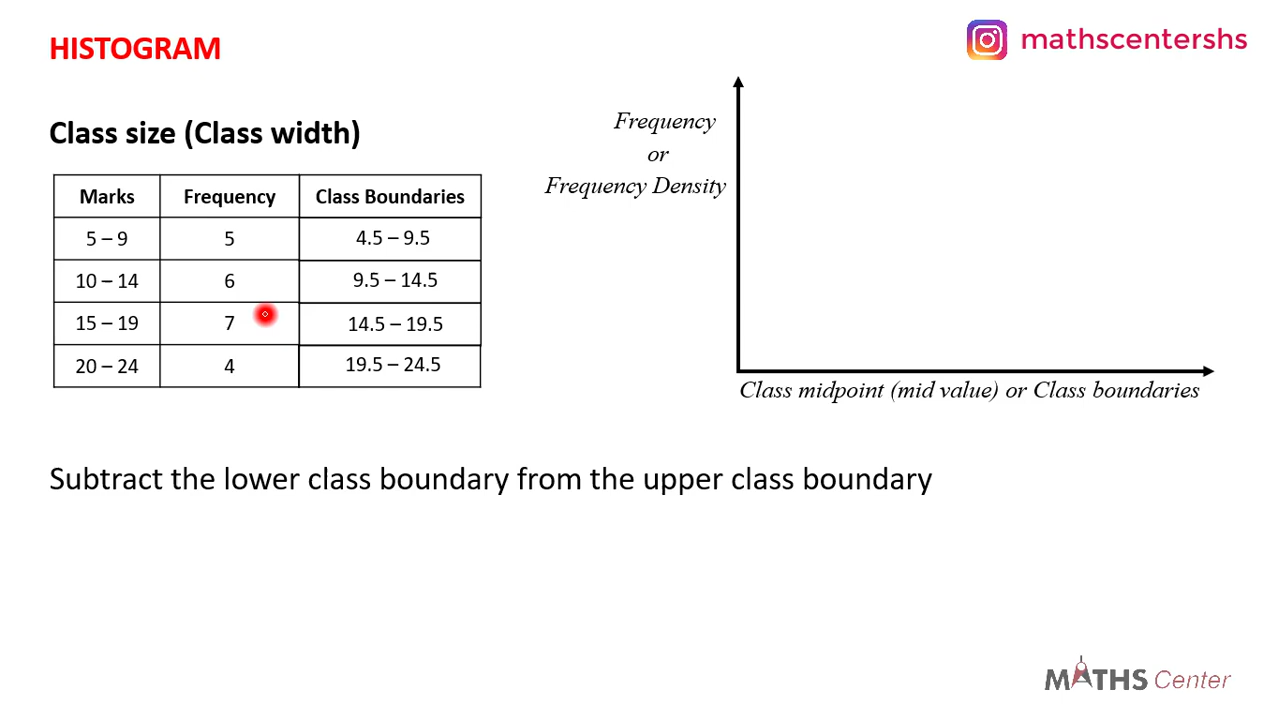 HISTOGRAM
mathscentershs
Class size (Class width)
Marks Frequency Class Boundaries
5 – 9 5 4.5 – 9.5
10 – 14 6 9.5 – 14.5
15 – 19 7 14.5 – 19.5
20 – 24 4 19.5 – 24.5
Frequency
or
Frequency Density
Class midpoint (mid value) or Class boundaries
Subtract the lower class boundary from the upper class boundary
MATHS Center